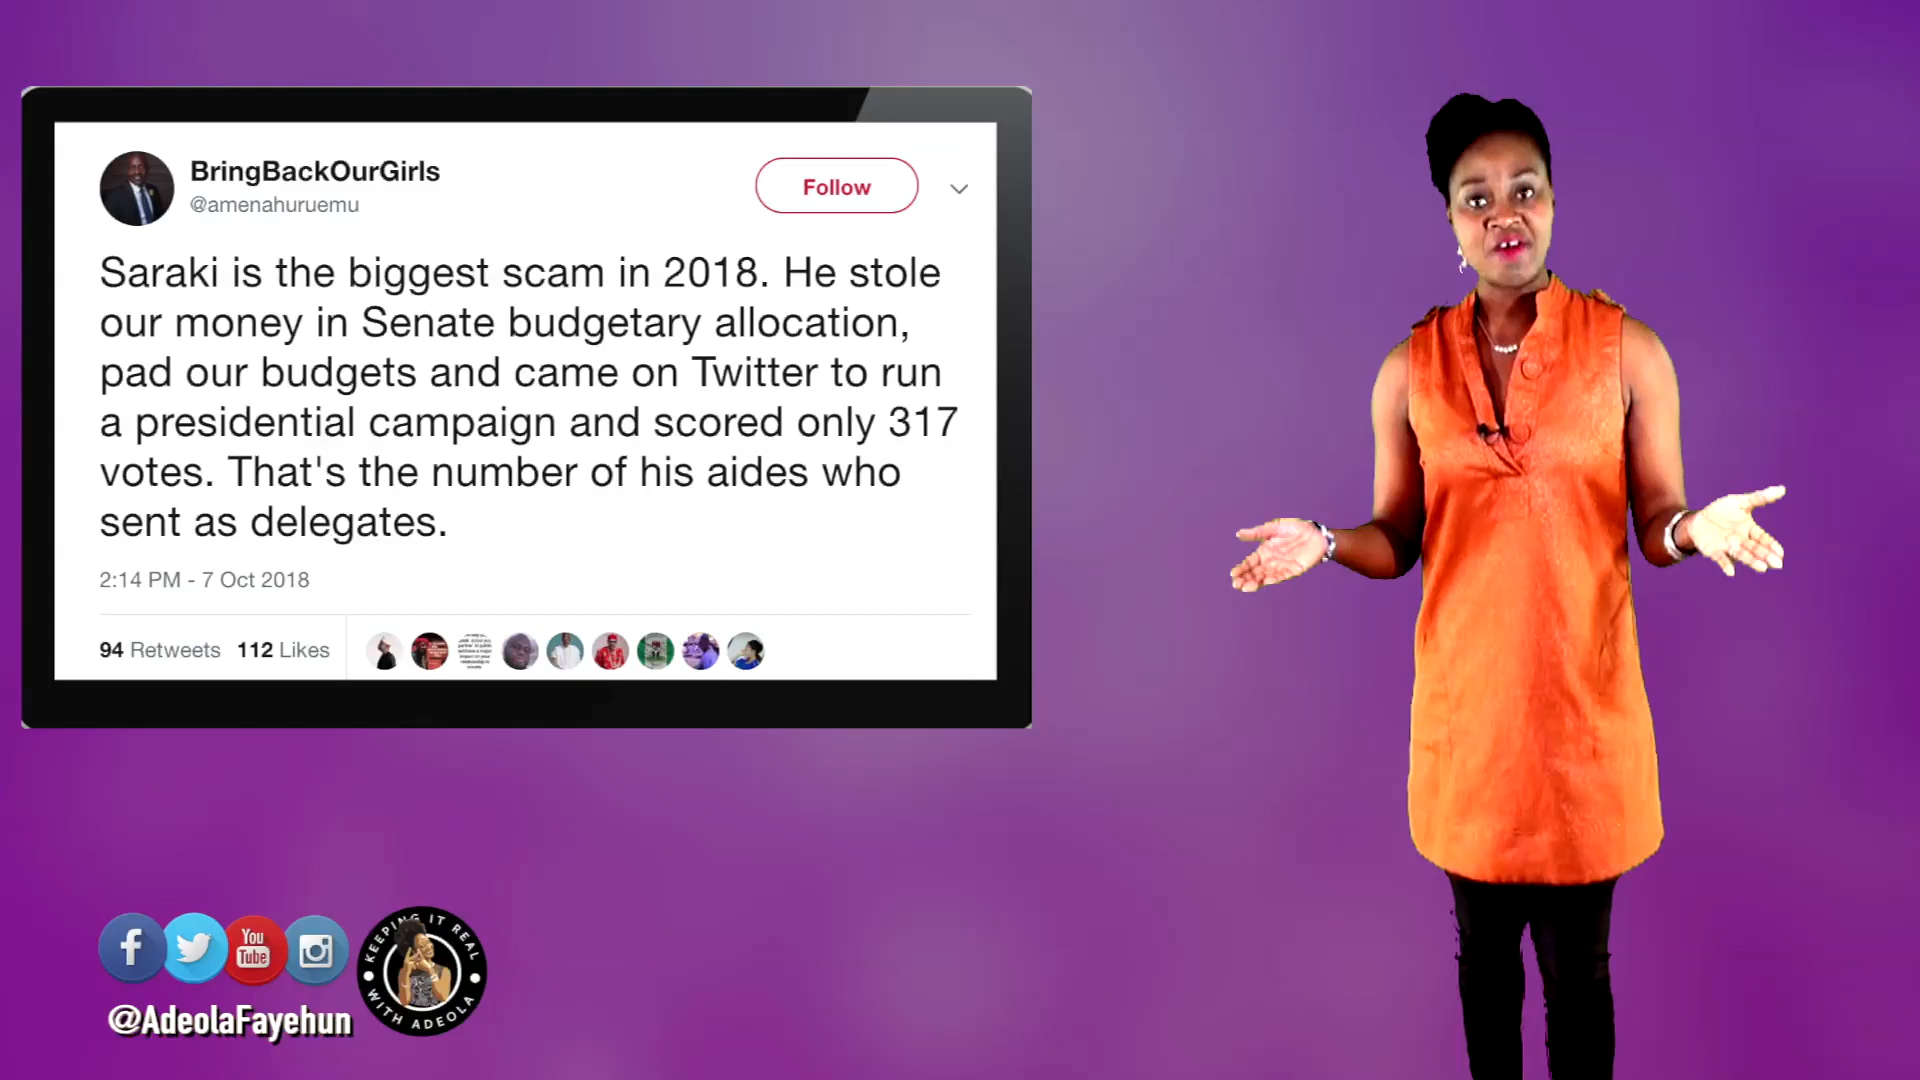 BringBackOurGirls
@amenahuruemu
Follow
Saraki is the biggest scam in 2018. He stole
our money in Senate budgetary allocation,
pad our budgets and came on Twitter to run
a presidential campaign and scored only 317
votes. That's the number of his aides who
sent as delegates.
2:14 PM - 7 Oct 2018
94 Retweets 112 Likes
You
Tube
@AdeolaFayehun
KEEPING IT REAL
WITH ADEOLA